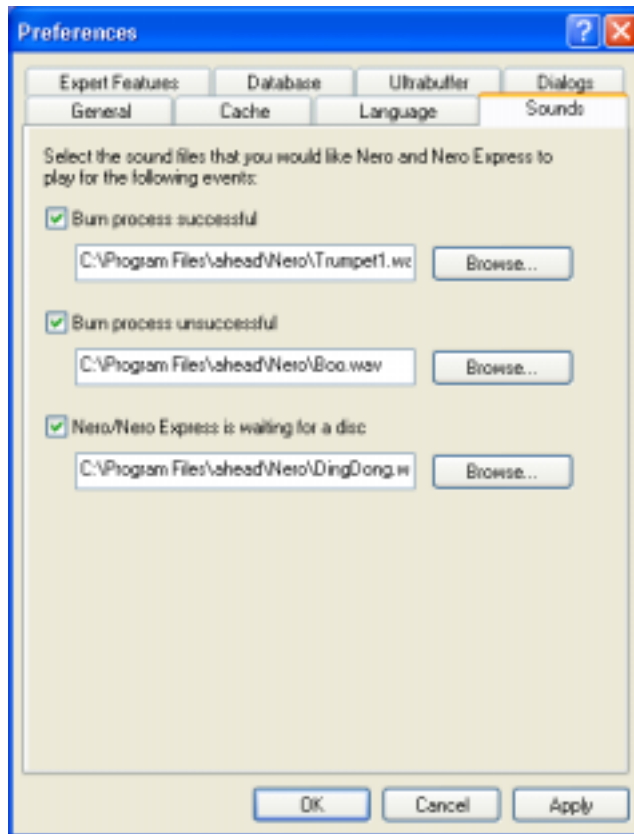 Preferences
Expert Features Database Ultrabuffer Dialogs
General Cache Language Sounds
Select the sound files that you would like Nero and Nero Express to
play for the following events:
Burn process successful
C:\Program Files\ahead\Nero\Trumpet1.wa Browse...
Burn process unsuccessful
C:\Program Files\ahead\Nero\Boo.wav Browse...
Nero/Nero Express is waiting for a disc
C:\Program Files\ahead\Nero\DingDong.w Browse...
OK Cancel Apply